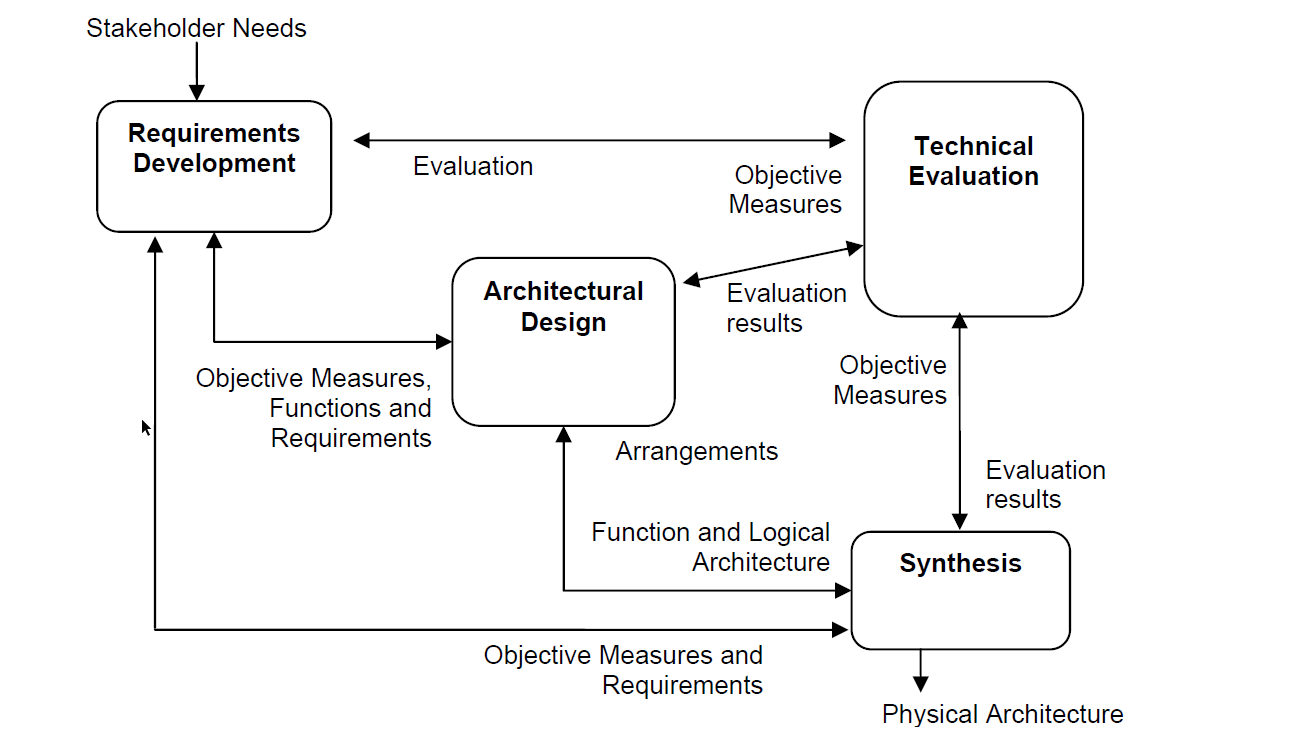 Stakeholder Needs
Requirements
Development
Evaluation
Objective
Measures
Technical
Evaluation
Architectural
Design
Evaluation
results
Objective Measures,
Functions and
Requirements
Objective
Measures
Arrangements
Evaluation
results
Function and Logical
Architecture
Synthesis
Objective Measures and
Requirements
Physical Architecture